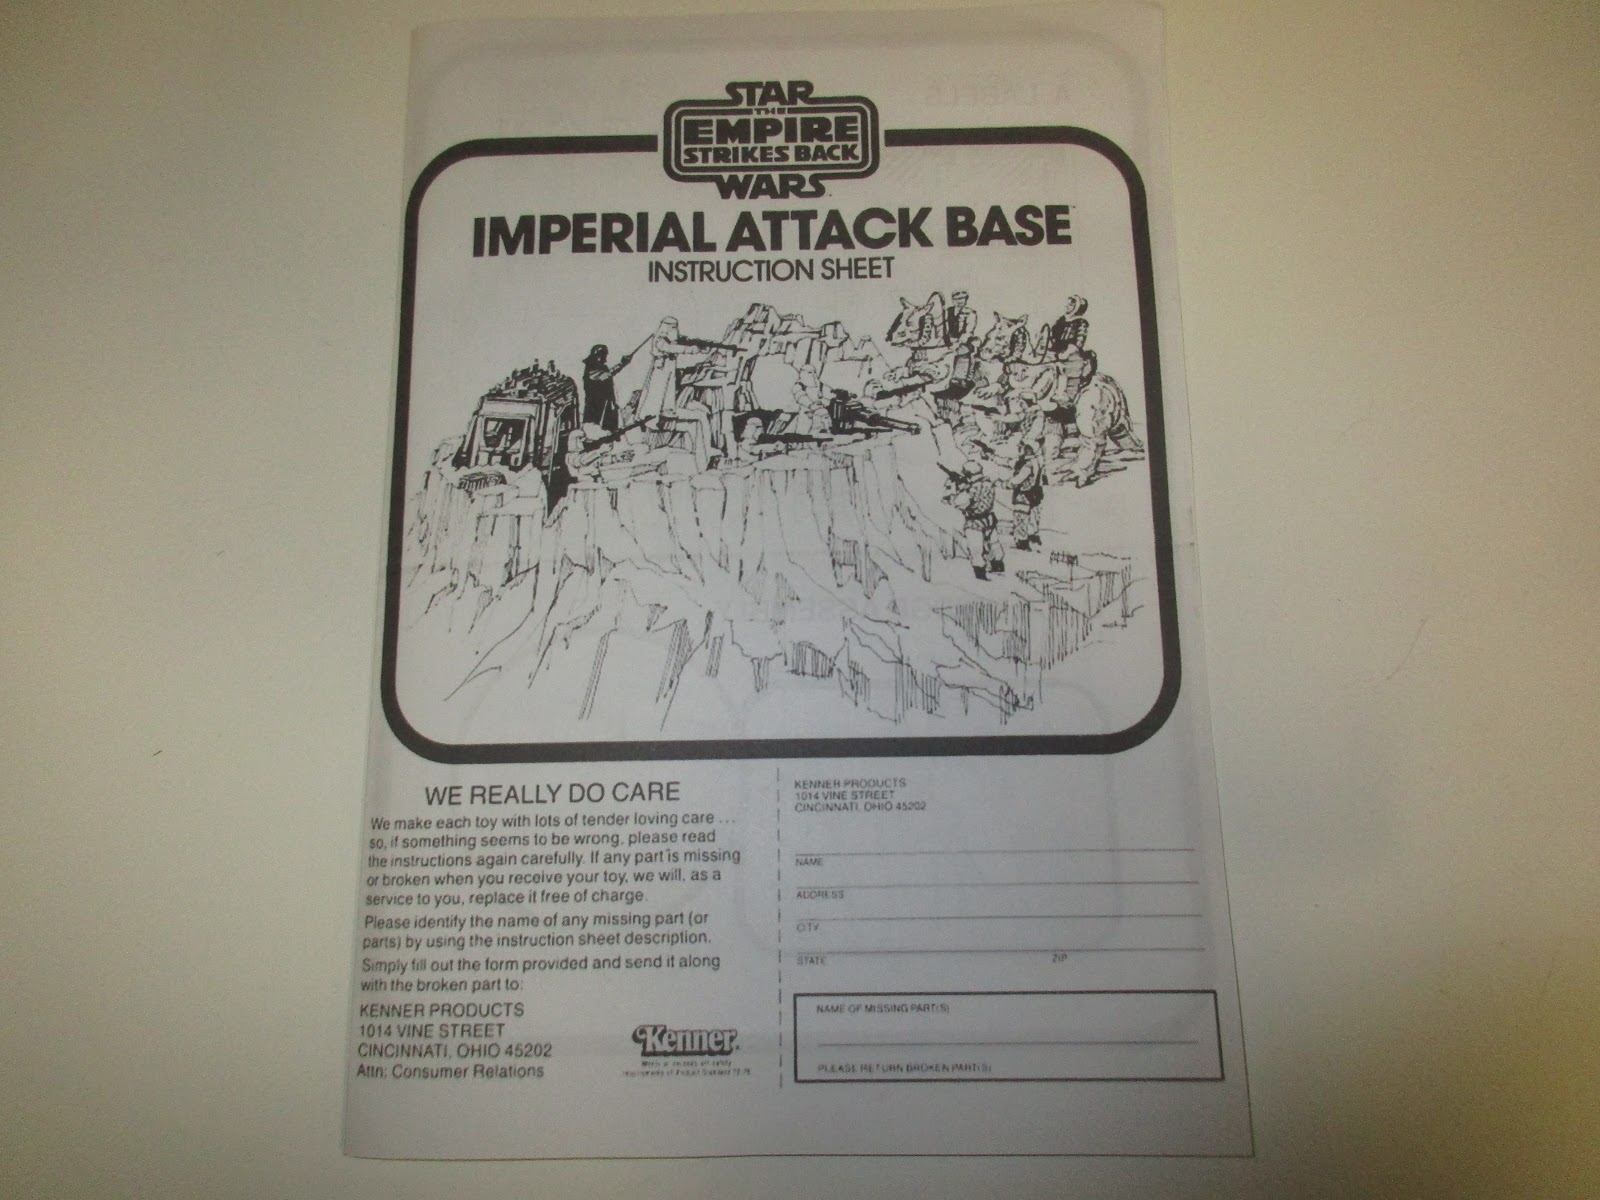 STAR
THE
EMPIRE
STRIKES BACK
WARS
IMPERIAL ATTACK BASE™
INSTRUCTION SHEET
WE REALLY DO CARE
We make each toy with lots of tender loving care ...
so, if something seems to be wrong, please read
the instructions again carefully. If any part is missing
or broken when you receive your toy, we will, as a
service to you, replace it free of charge.
Please identify the name of any missing part (or
parts) by using the instruction sheet description.
Simply fill out the form provided and send it along
with the broken part to:
KENNER PRODUCTS
1014 VINE STREET
CINCINNATI, OHIO 45202
Attn: Consumer Relations
Kenner
KENNER PRODUCTS
1014 VINE STREET
CINCINNATI, OHIO 45202
NAME
ADDRESS
CITY
STATE ZIP
NAME OF MISSING PART(S)
PLEASE RETURN BROKEN PART(S)